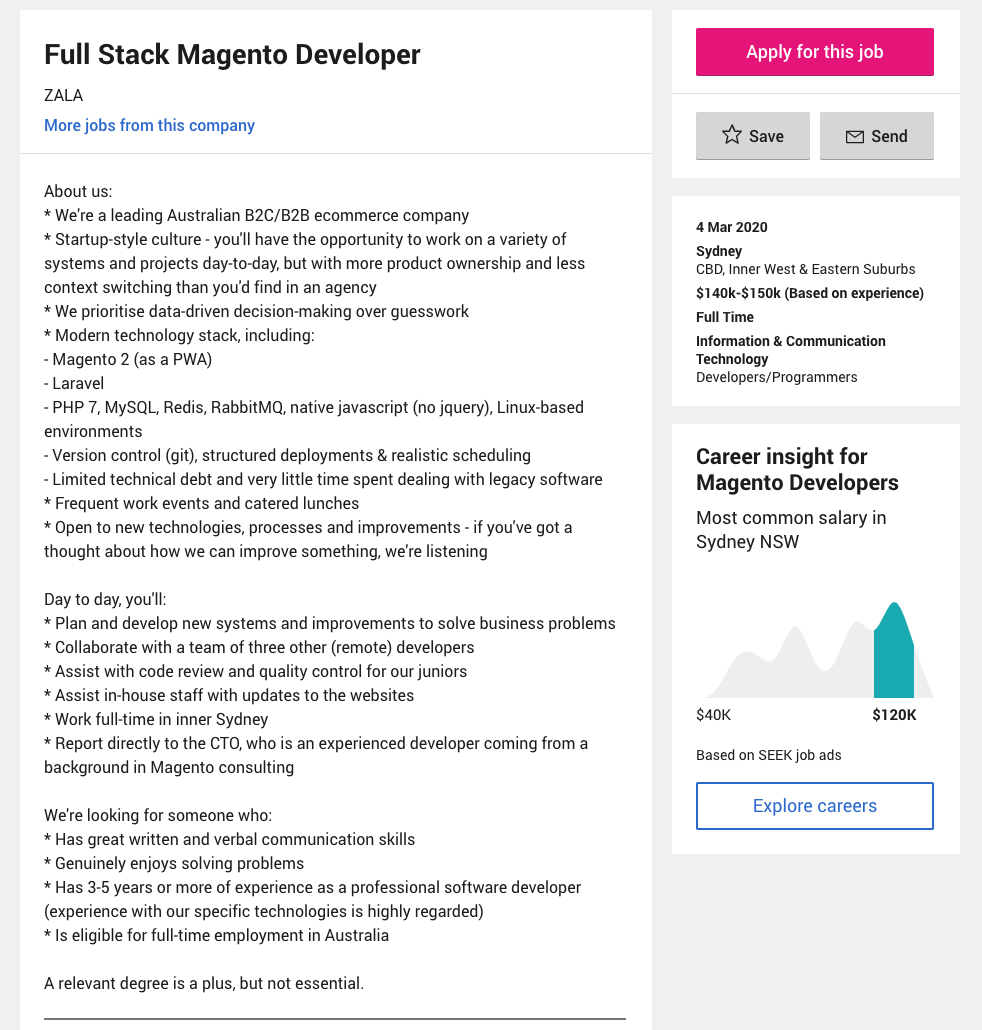 Full Stack Magento Developer
ZALA
More jobs from this company
About us:
* We're a leading Australian B2C/B2B ecommerce company
* Startup-style culture - you'll have the opportunity to work on a variety of
systems and projects day-to-day, but with more product ownership and less
context switching than you'd find in an agency
* We prioritise data-driven decision-making over guesswork
* Modern technology stack, including:
- Magento 2 (as a PWA)
- Laravel
- PHP 7, MySQL, Redis, RabbitMQ, native javascript (no jquery), Linux-based
environments
- Version control (git), structured deployments & realistic scheduling
- Limited technical debt and very little time spent dealing with legacy software
* Frequent work events and catered lunches
* Open to new technologies, processes and improvements - if you've got a
thought about how we can improve something, we're listening
Day to day, you'll:
* Plan and develop new systems and improvements to solve business problems
* Collaborate with a team of three other (remote) developers
* Assist with code review and quality control for our juniors
* Assist in-house staff with updates to the websites
* Work full-time in inner Sydney
* Report directly to the CTO, who is an experienced developer coming from a
background in Magento consulting
We're looking for someone who:
* Has great written and verbal communication skills
* Genuinely enjoys solving problems
* Has 3-5 years or more of experience as a professional software developer
(experience with our specific technologies is highly regarded)
* Is eligible for full-time employment in Australia
A relevant degree is a plus, but not essential.
Apply for this job
Save
Send
4 Mar 2020
Sydney
CBD, Inner West & Eastern Suburbs
$140k-$150k (Based on experience)
Full Time
Information & Communication
Technology
Developers/Programmers
Career insight for
Magento Developers
Most common salary in
Sydney NSW
$40K
$120K
Based on SEEK job ads
Explore careers